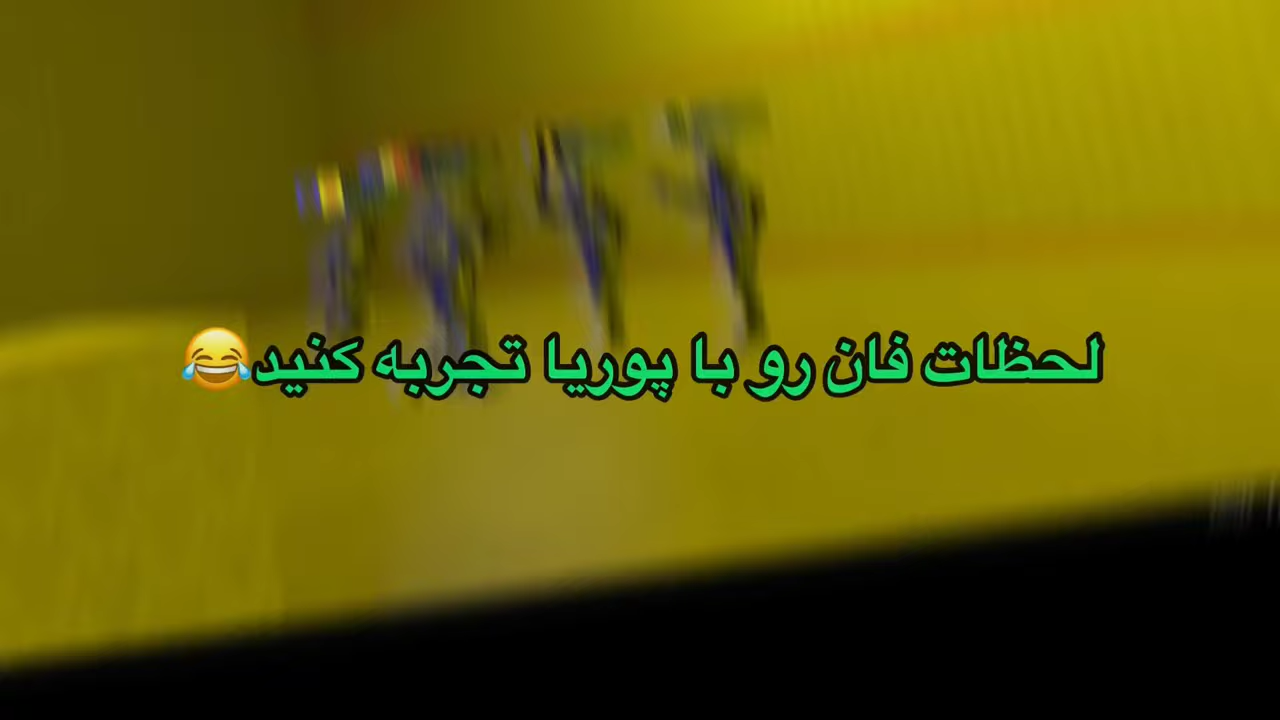 لحظات فان رو با پوریا تجربه کنید😂